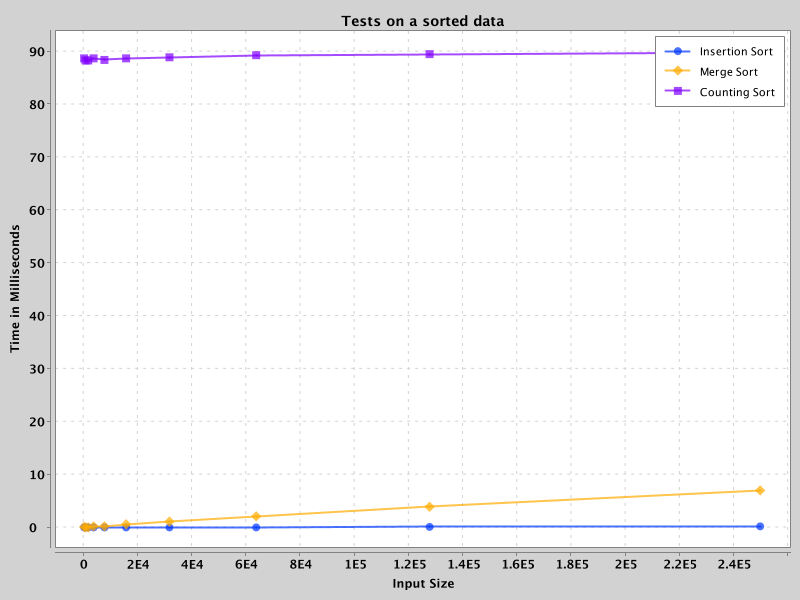 Tests on a sorted data
Insertion Sort
Merge Sort
Counting Sort
Time in Milliseconds
90
80
70
60
50
40
30
20
10
0
0 2E4 4E4 6E4 8E4 1E5 1.2E5 1.4E5 1.6E5 1.8E5 2E5 2.2E5 2.4E5
Input Size